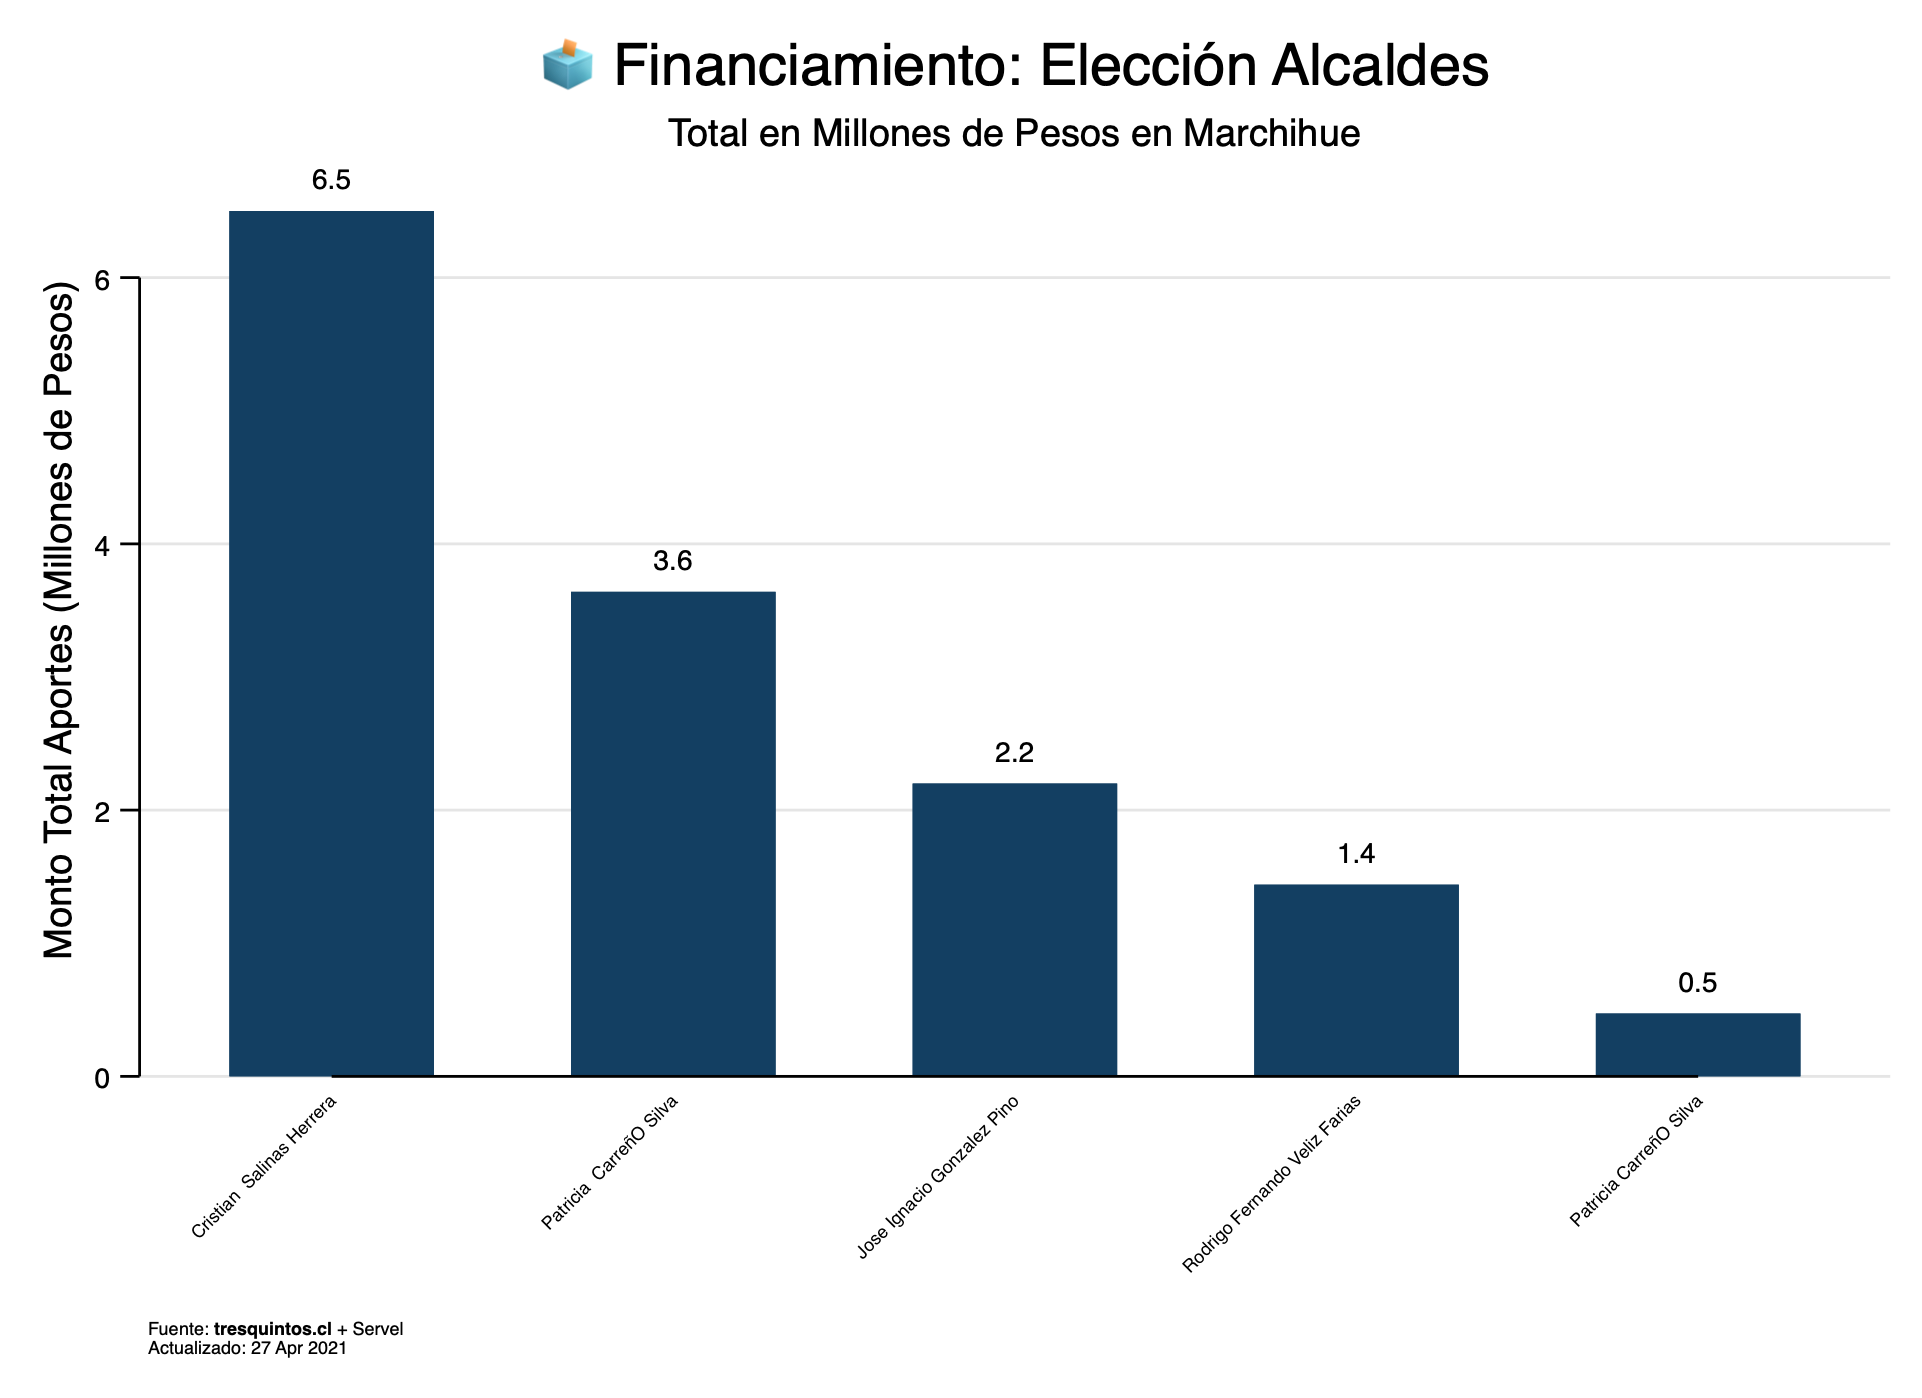 Financiamiento: Elección Alcaldes
Total en Millones de Pesos en Marchihue
Monto Total Aportes (Millones de Pesos)
6
4
2
0
6.5
3.6
2.2
1.4
0.5
Cristian  Salinas Herrera
Patricia  CarreñO Silva
Jose Ignacio Gonzalez Pino
Rodrigo Fernando Veliz Farias
Patricia CarreñO Silva
Fuente: tresquintos.cl + Servel
Actualizado: 27 Apr 2021